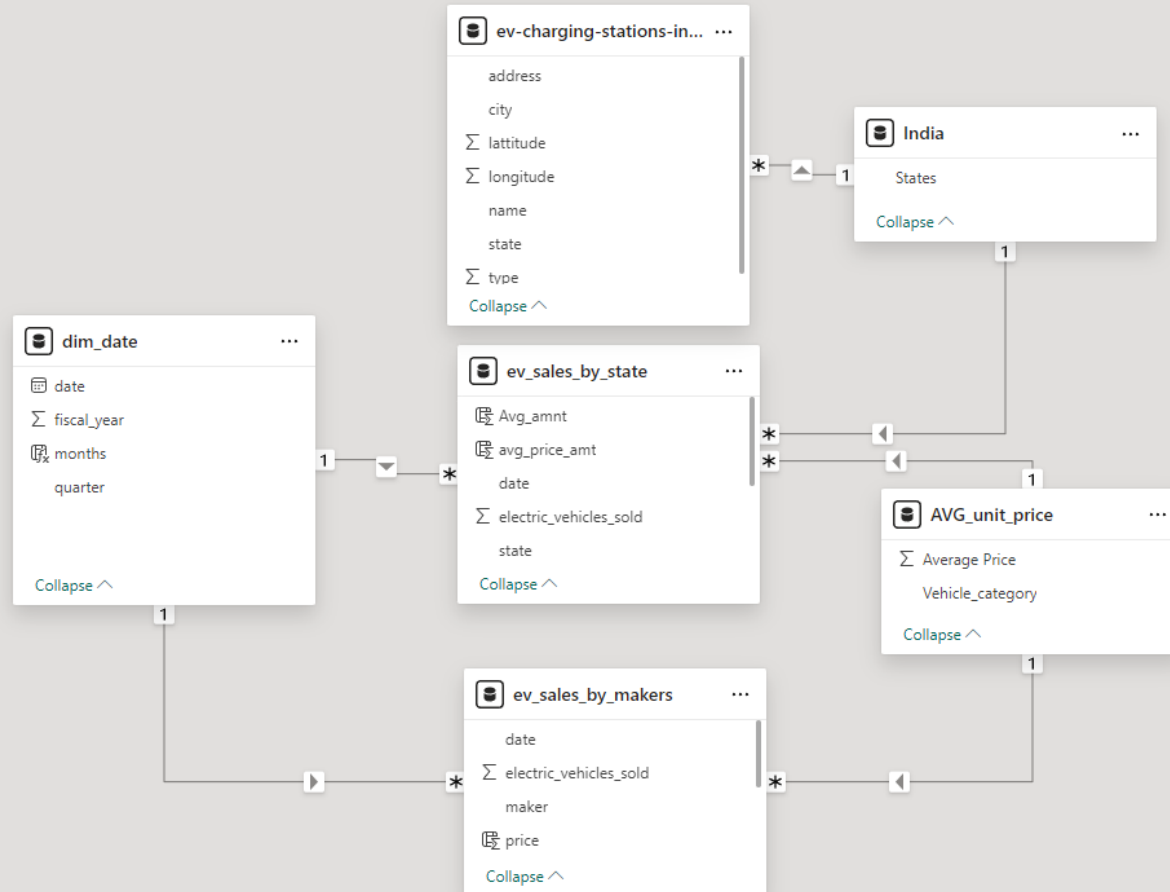 ev-charging-stations-in... ...
address
city
Σ lattitude
Σ longitude
name
state
Σ type
Collapse
India ...
States
Collapse
dim_date ...
date
Σ fiscal_year
months
quarter
Collapse
ev_sales_by_state ...
Avg_amnt
avg_price_amt
date
Σ electric_vehicles_sold
state
Collapse
AVG_unit_price ...
Σ Average Price
Vehicle_category
Collapse
ev_sales_by_makers ...
date
Σ electric_vehicles_sold
maker
price
Collapse
*
1
1
*
*
1
*
1
1
1
*
*